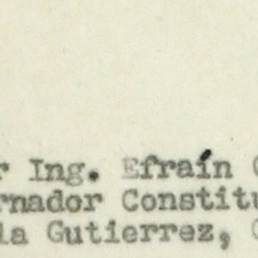 r Ing. Efraín
rnador Constitu
la Gutierrez,